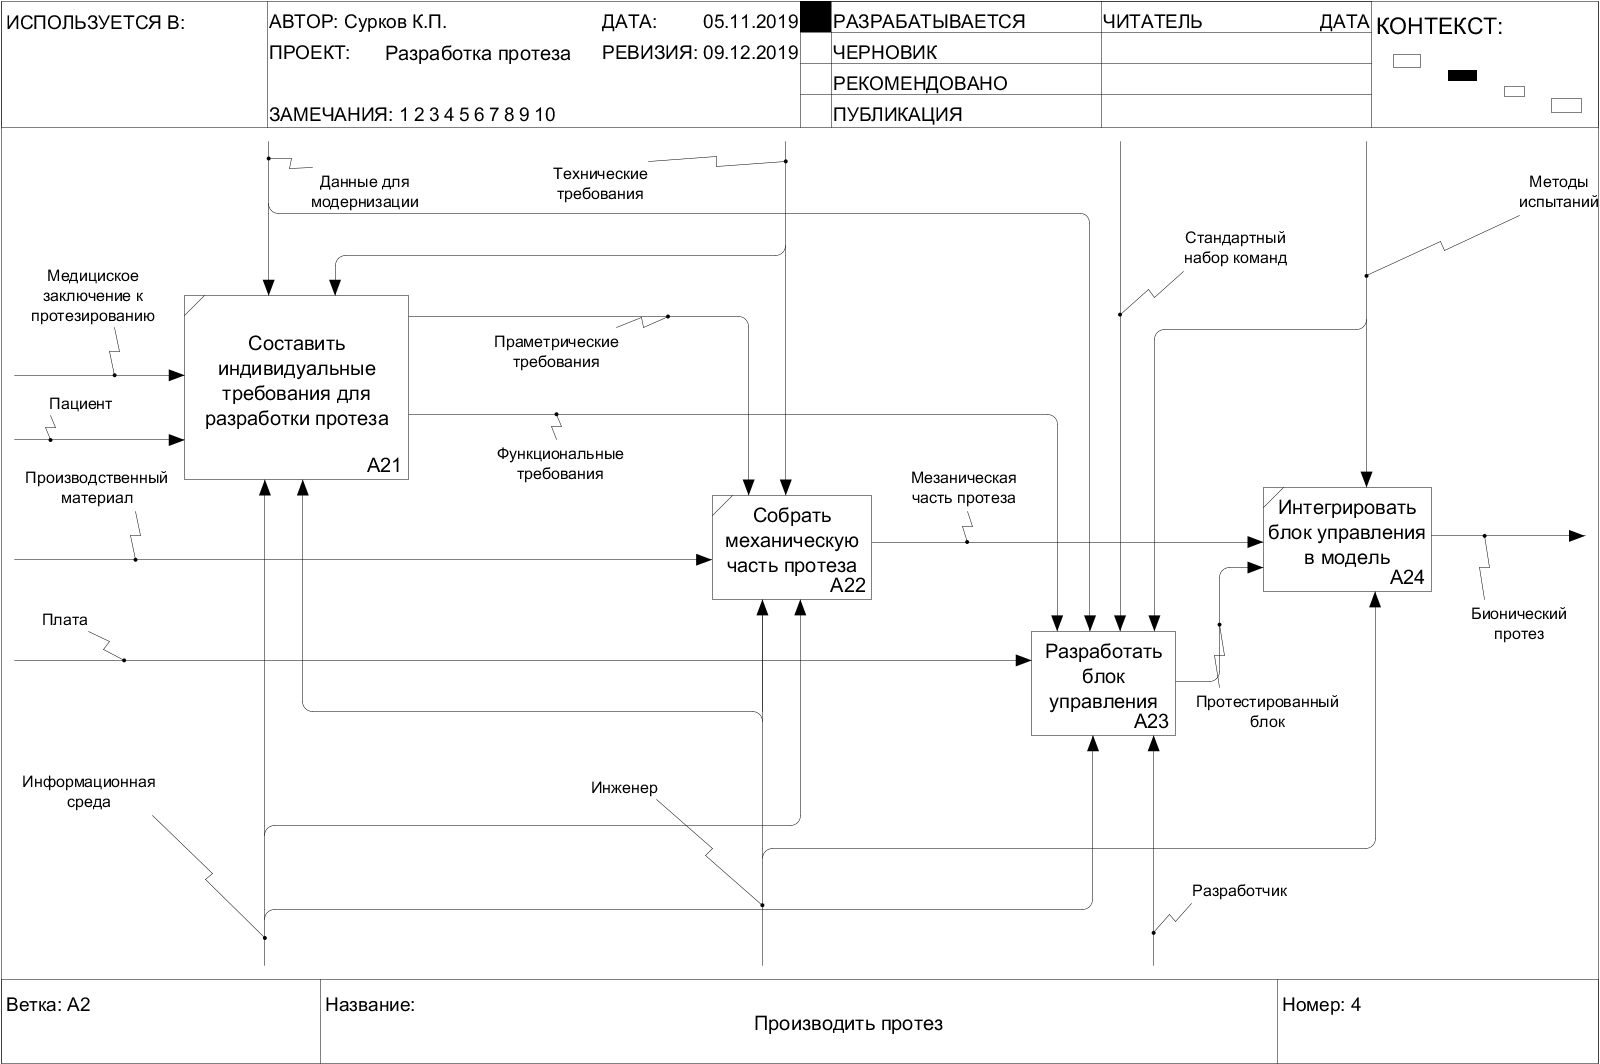 ИСПОЛЬЗУЕТСЯ В:
АВТОР: Сурков К.П.
ДАТА: 05.11.2019
ПРОЕКТ: Разработка протеза
РЕВИЗИЯ: 09.12.2019
ЗАМЕЧАНИЯ: 1 2 3 4 5 6 7 8 9 10
РАЗРАБАТЫВАЕТСЯ
ЧЕРНОВИК
РЕКОМЕНДОВАНО
ПУБЛИКАЦИЯ
ЧИТАТЕЛЬ
ДАТА
КОНТЕКСТ:
Данные для
модернизации
Технические
требования
Методы
испытаний
Стандартный
набор команд
Медициское
заключение к
протезированию
Составить
индивидуальные
требования для
разработки протеза
A21
Праметрические
требования
Пациент
Функциональные
требования
Производственный
материал
Мезаническая
часть протеза
Собрать
механическую
часть протеза
A22
Интегрировать
блок управления
в модель
A24
Плата
Бионический
протез
Разработать
блок
управления
A23
Протестированный
блок
Информационная
среда
Инженер
Разработчик
Ветка: A2
Название:
Производить протез
Номер: 4